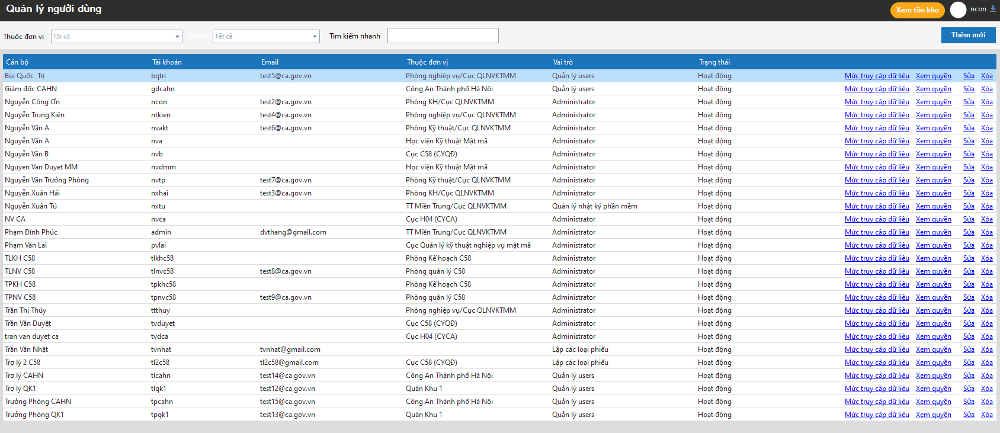 Quản lý người dùng
Xem tồn kho ncon
Thuộc đơn vị Tất cả Vai trò Tất cả Tìm kiếm nhanh Thêm mới
Cán bộ Tài khoản Email Thuộc đơn vị Vai trò Trạng thái
Bùi Quốc Trị bqtri test5@ca.gov.vn Phòng nghiệp vụ/Cục QLNVKTMM Quản lý users Hoạt động Mức truy cập dữ liệu Xem quyền Sửa Xóa
Giám đốc CAHN gdcahn Công An Thành phố Hà Nội Quản lý users Hoạt động Mức truy cập dữ liệu Xem quyền Sửa Xóa
Nguyễn Công Ơn ncon test2@ca.gov.vn Phòng KH/Cục QLNVKTMM Administrator Hoạt động Mức truy cập dữ liệu Xem quyền Sửa Xóa
Nguyễn Trung Kiên ntkien test4@ca.gov.vn Phòng nghiệp vụ/Cục QLNVKTMM Administrator Hoạt động Mức truy cập dữ liệu Xem quyền Sửa Xóa
Nguyễn Văn A nvakt test6@ca.gov.vn Phòng Kỹ thuật/Cục QLNVKTMM Administrator Hoạt động Mức truy cập dữ liệu Xem quyền Sửa Xóa
Nguyễn Văn A nva Học viện Kỹ thuật Mật mã Administrator Hoạt động Mức truy cập dữ liệu Xem quyền Sửa Xóa
Nguyễn Văn B nvb Cục C58 (CYQĐ) Administrator Hoạt động Mức truy cập dữ liệu Xem quyền Sửa Xóa
Nguyen Van Duyet MM nvdmm Học viện Kỹ thuật Mật mã Administrator Hoạt động Mức truy cập dữ liệu Xem quyền Sửa Xóa
Nguyễn Văn Trưởng Phòng nvtp test7@ca.gov.vn Phòng Kỹ thuật/Cục QLNVKTMM Administrator Hoạt động Mức truy cập dữ liệu Xem quyền Sửa Xóa
Nguyễn Xuân Hải nxhai test3@ca.gov.vn Phòng KH/Cục QLNVKTMM Administrator Hoạt động Mức truy cập dữ liệu Xem quyền Sửa Xóa
Nguyễn Xuân Tú nxtu TT Miền Trung/Cục QLNVKTMM Quản lý nhật ký phần mềm Hoạt động Mức truy cập dữ liệu Xem quyền Sửa Xóa
NV CA nvca Cục H04 (CYCA) Administrator Hoạt động Mức truy cập dữ liệu Xem quyền Sửa Xóa
Phạm Đình Phúc admin dvthang@gmail.com TT Miền Trung/Cục QLNVKTMM Administrator Hoạt động Mức truy cập dữ liệu Xem quyền Sửa Xóa
Phạm Văn Lai pvlai Cục Quản lý kỹ thuật nghiệp vụ mật mã Administrator Hoạt động Mức truy cập dữ liệu Xem quyền Sửa Xóa
TLKH C58 tlkhc58 Phòng Kế hoạch C58 Administrator Hoạt động Mức truy cập dữ liệu Xem quyền Sửa Xóa
TLNV C58 tlnvc58 test8@ca.gov.vn Phòng quản lý C58 Administrator Hoạt động Mức truy cập dữ liệu Xem quyền Sửa Xóa
TPKH C58 tpkhc58 Phòng Kế hoạch C58 Administrator Hoạt động Mức truy cập dữ liệu Xem quyền Sửa Xóa
TPNV C58 tpnvc58 test9@ca.gov.vn Phòng quản lý C58 Administrator Hoạt động Mức truy cập dữ liệu Xem quyền Sửa Xóa
Trần Thị Thúy ttthuy Phòng nghiệp vụ/Cục QLNVKTMM Administrator Hoạt động Mức truy cập dữ liệu Xem quyền Sửa Xóa
Trần Văn Duyệt tvduyet Cục C58 (CYQĐ) Administrator Hoạt động Mức truy cập dữ liệu Xem quyền Sửa Xóa
tran van duyet ca tvdca Cục H04 (CYCA) Administrator Hoạt động Mức truy cập dữ liệu Xem quyền Sửa Xóa
Trần Văn Nhật tvnhat tvnhat@gmail.com Lập các loại phiếu Hoạt động Mức truy cập dữ liệu Xem quyền Sửa Xóa
Trợ lý 2 C58 tl2c58 tl2c58@gmail.com Cục C58 (CYQĐ) Lập các loại phiếu Hoạt động Mức truy cập dữ liệu Xem quyền Sửa Xóa
Trợ lý CAHN tlcahn test14@ca.gov.vn Công An Thành phố Hà Nội Quản lý users Hoạt động Mức truy cập dữ liệu Xem quyền Sửa Xóa
Trợ lý QK1 tlqk1 test12@ca.gov.vn Quân Khu 1 Quản lý users Hoạt động Mức truy cập dữ liệu Xem quyền Sửa Xóa
Trưởng Phòng CAHN tpcahn test15@ca.gov.vn Công An Thành phố Hà Nội Quản lý users Hoạt động Mức truy cập dữ liệu Xem quyền Sửa Xóa
Trưởng Phòng QK1 tpqk1 test13@ca.gov.vn Quân Khu 1 Quản lý users Hoạt động Mức truy cập dữ liệu Xem quyền Sửa Xóa